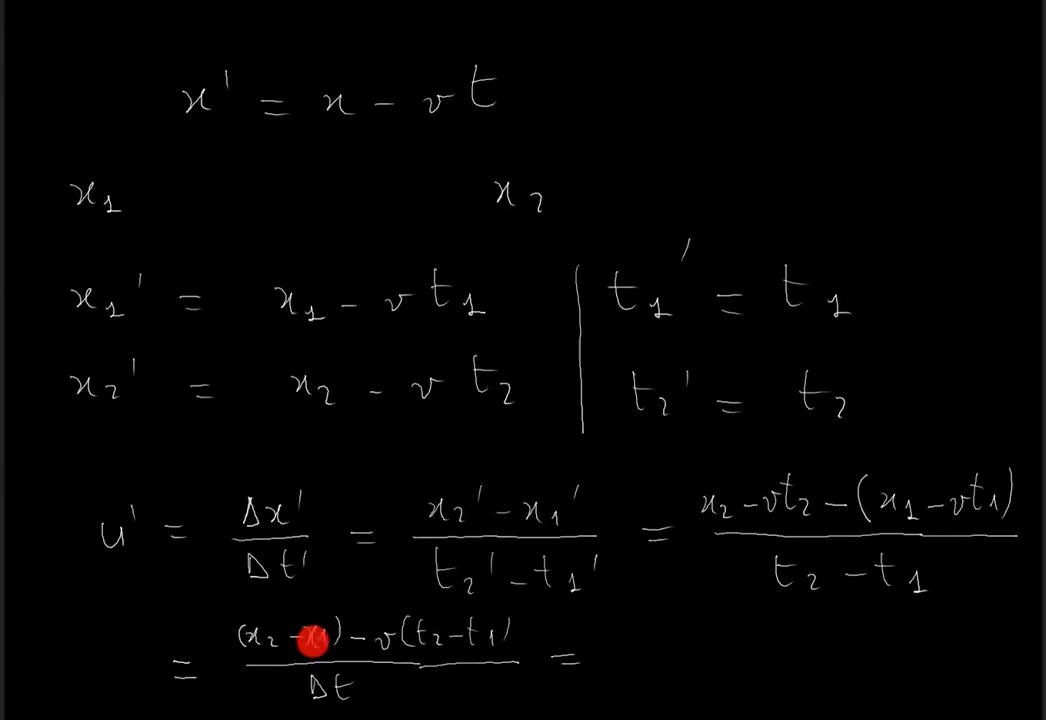 x' = x - vt
x₁ x₂
x₁' = x₁ - vt₁ | t₁' = t₁
x₂' = x₂ - vt₂ | t₂' = t₂
u' = Δx'/Δt' = (x₂' - x₁')/(t₂' - t₁') = (x₂ - vt₂ - (x₁ - vt₁))/(t₂ - t₁)
= ((x₂ - x₁) - v(t₂ - t₁))/Δt =